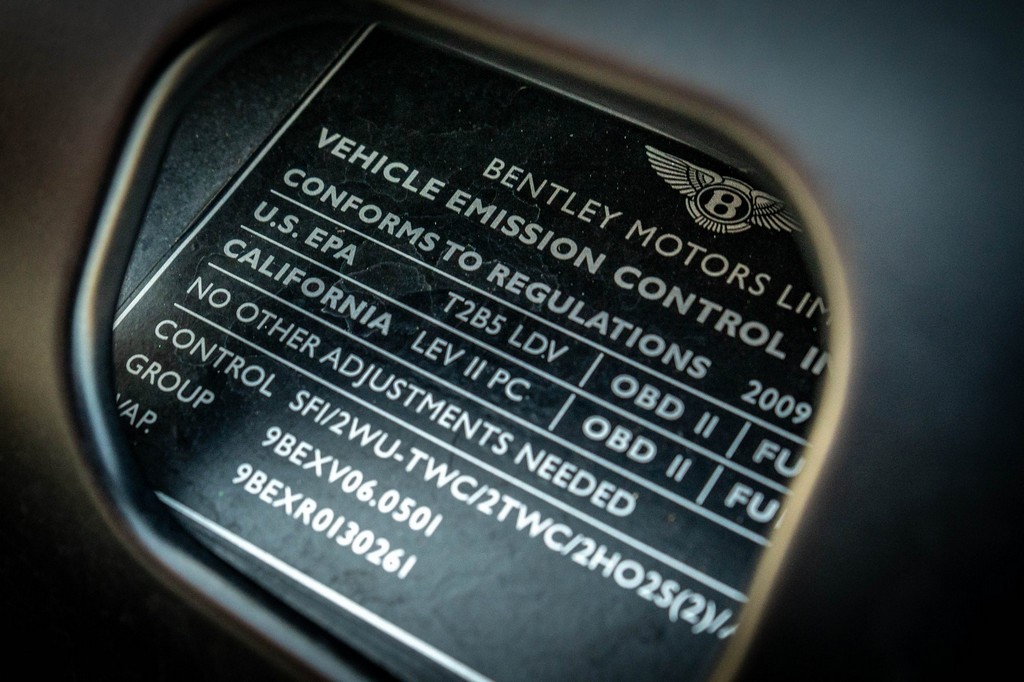 B
BENTLEY MOTORS LIM
VEHICLE EMISSION CONTROL II
CONFORMS TO REGULATIONS 2009
U.S. EPA T2B5 LDV | OBD II | FU
CALIFORNIA LEV II PC | OBD II | FU
NO OTHER ADJUSTMENTS NEEDED
CONTROL SFI/2WU-TWC/2TWC/2HO2S(2)/
GROUP 9BEXV06.0501
VAP. 9BEXR0130261